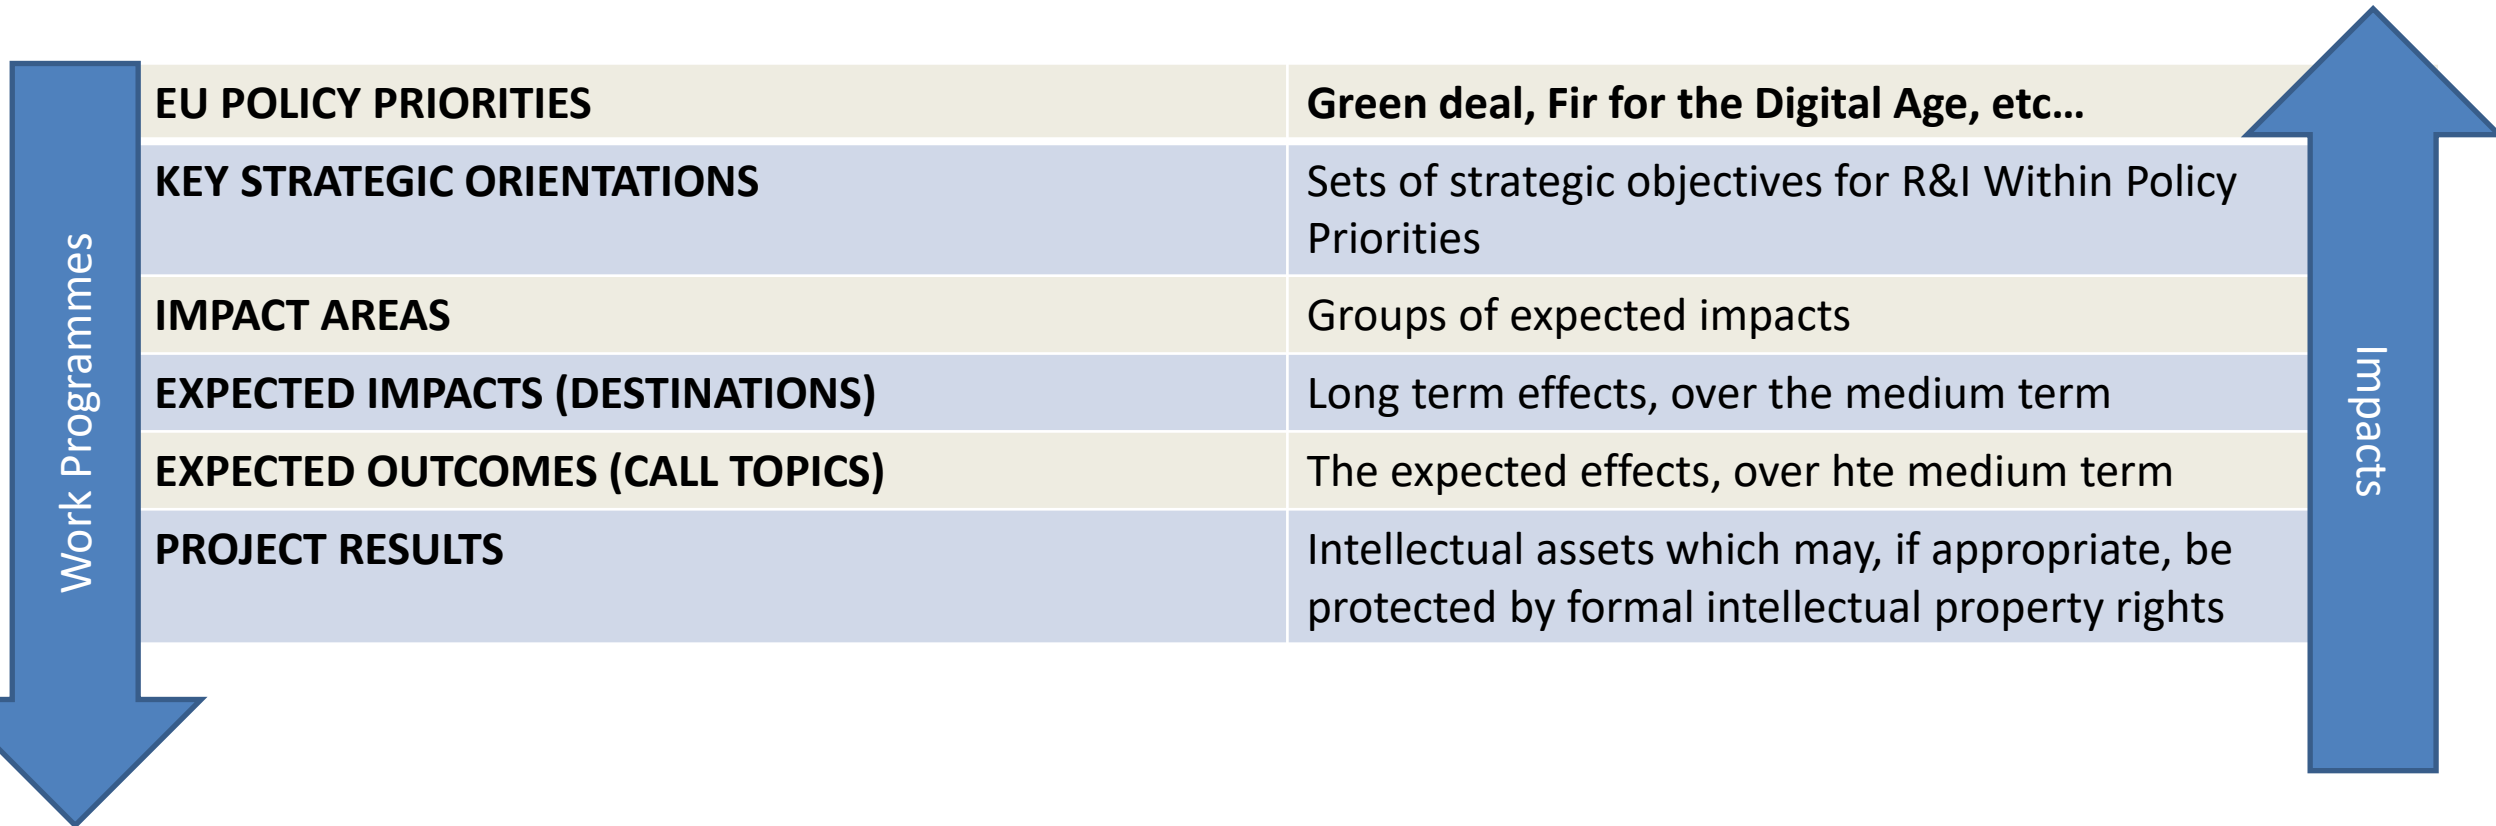 Work Programmes
EU POLICY PRIORITIES
Green deal, Fir for the Digital Age, etc...
KEY STRATEGIC ORIENTATIONS
Sets of strategic objectives for R&I Within Policy
Priorities
IMPACT AREAS
Groups of expected impacts
EXPECTED IMPACTS (DESTINATIONS)
Long term effects, over the medium term
EXPECTED OUTCOMES (CALL TOPICS)
The expected effects, over hte medium term
PROJECT RESULTS
Intellectual assets which may, if appropriate, be
protected by formal intellectual property rights
Impacts